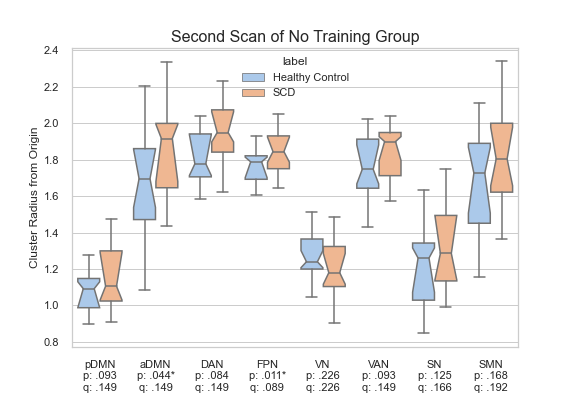 Second Scan of No Training Group
label
Healthy Control
SCD
Cluster Radius from Origin
2.4
2.2
2.0
1.8
1.6
1.4
1.2
1.0
0.8
pDMN aDMN DAN FPN VN VAN SN SMN
p: .093 p: .044* p: .084 p: .011* p: .226 p: .093 p: .125 p: .168
q: .149 q: .149 q: .149 q: .089 q: .226 q: .149 q: .166 q: .192